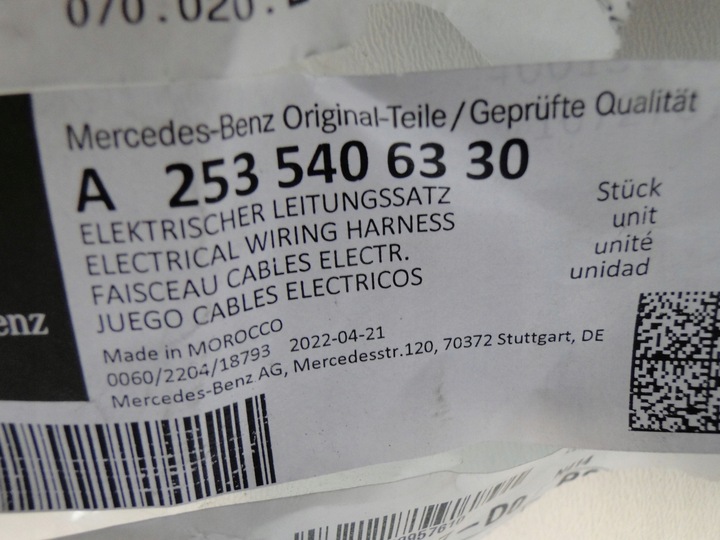 070.020.
Mercedes-Benz Original-Teile/Geprüfte Qualität
A 253 540 63 30
ELEKTRISCHER LEITUNGSSATZ
ELECTRICAL WIRING HARNESS
FAISCEAU CABLES ELECTR.
JUEGO CABLES ELECTRICOS
Stück
unit
unité
unidad
enz
Made in MOROCCO
0060/2204/18793 2022-04-21
Mercedes-Benz AG, Mercedesstr.120, 70372 Stuttgart, DE